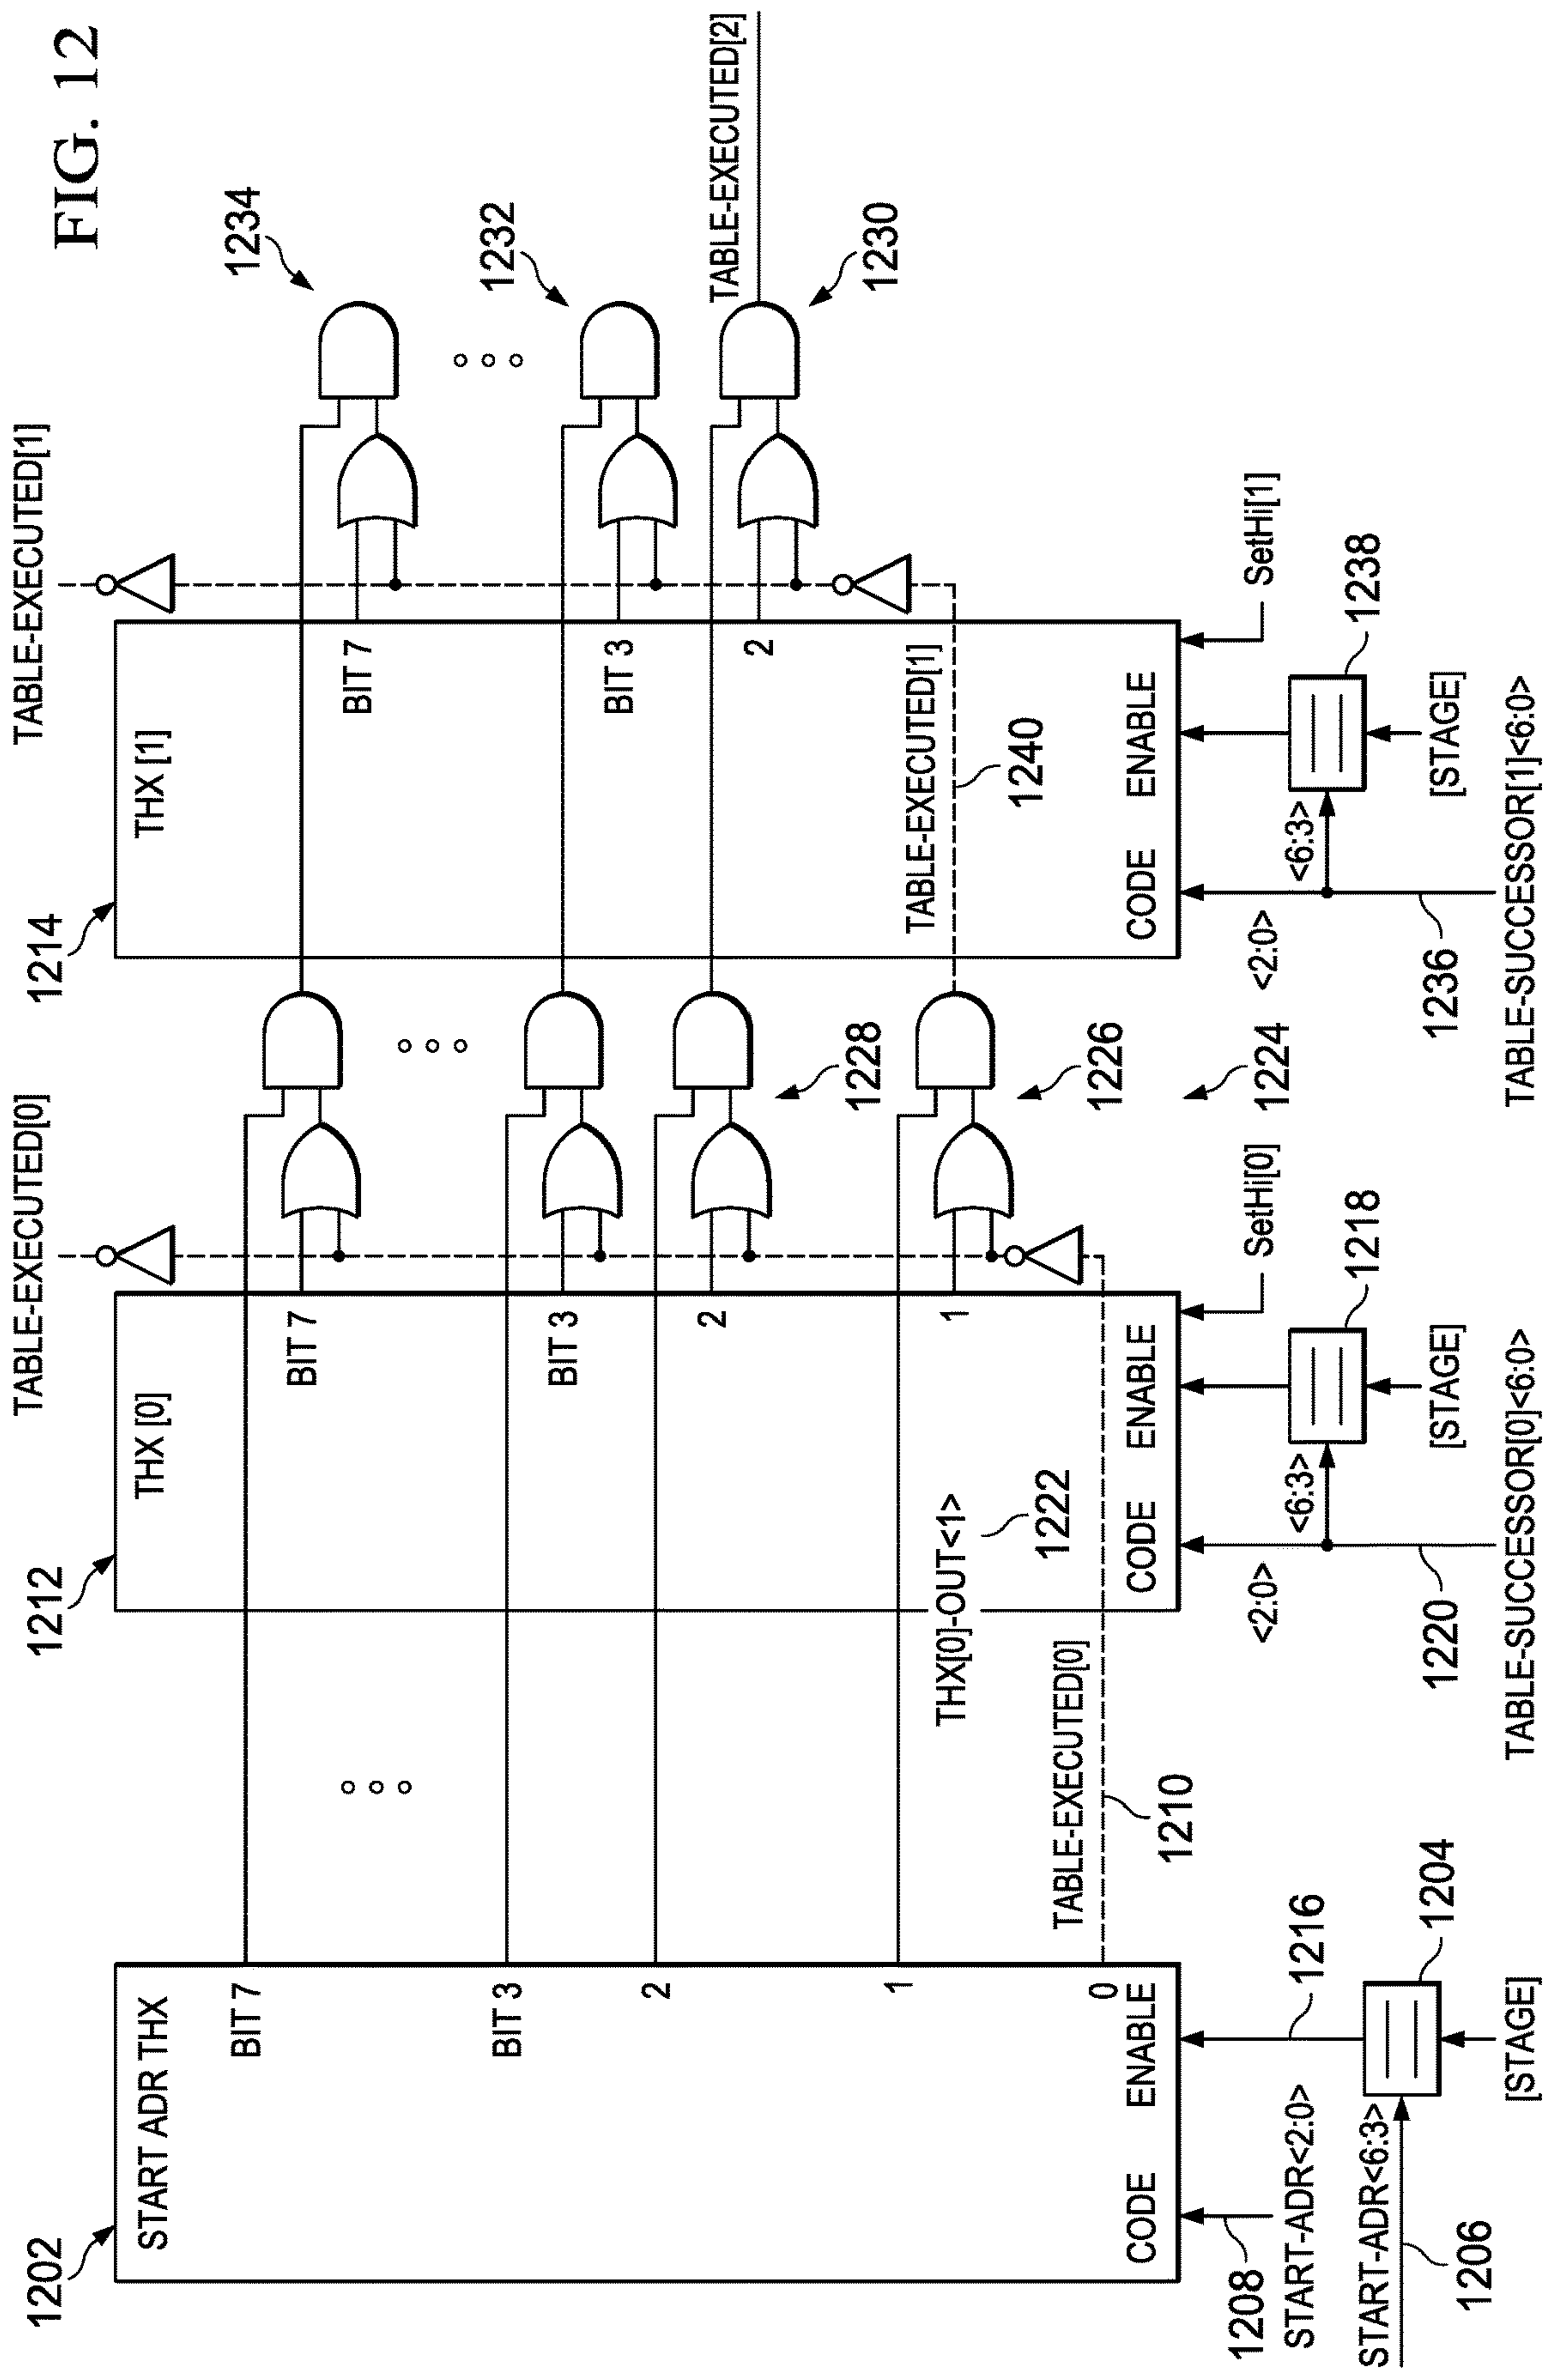 FIG. 12
1202
START ADR THX
BIT 7
BIT 3
2
1
0
CODE
ENABLE
1208
START-ADR<2:0>
START-ADR<6:3>
1206
1216
1204
[STAGE]
TABLE-EXECUTED[0]
1210
1212
THX [0]
TABLE-EXECUTED[0]
BIT 7
BIT 3
2
1
THX[0]-OUT<1>
1222
CODE
ENABLE
<2:0>
<6:3>
SetHi[0]
1218
[STAGE]
1220
TABLE-SUCCESSOR[0]<6:0>
1228
1226
1224
1214
THX [1]
TABLE-EXECUTED[1]
BIT 7
BIT 3
2
TABLE-EXECUTED[1]
1240
CODE
ENABLE
<2:0>
<6:3>
SetHi[1]
1238
[STAGE]
1236
TABLE-SUCCESSOR[1]<6:0>
1234
1232
TABLE-EXECUTED[2]
1230